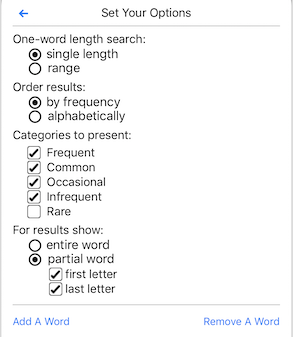 Set Your Options
One-word length search:
single length
range
Order results:
by frequency
alphabetically
Categories to present:
Frequent
Common
Occasional
Infrequent
Rare
For results show:
entire word
partial word
first letter
last letter
Add A Word
Remove A Word